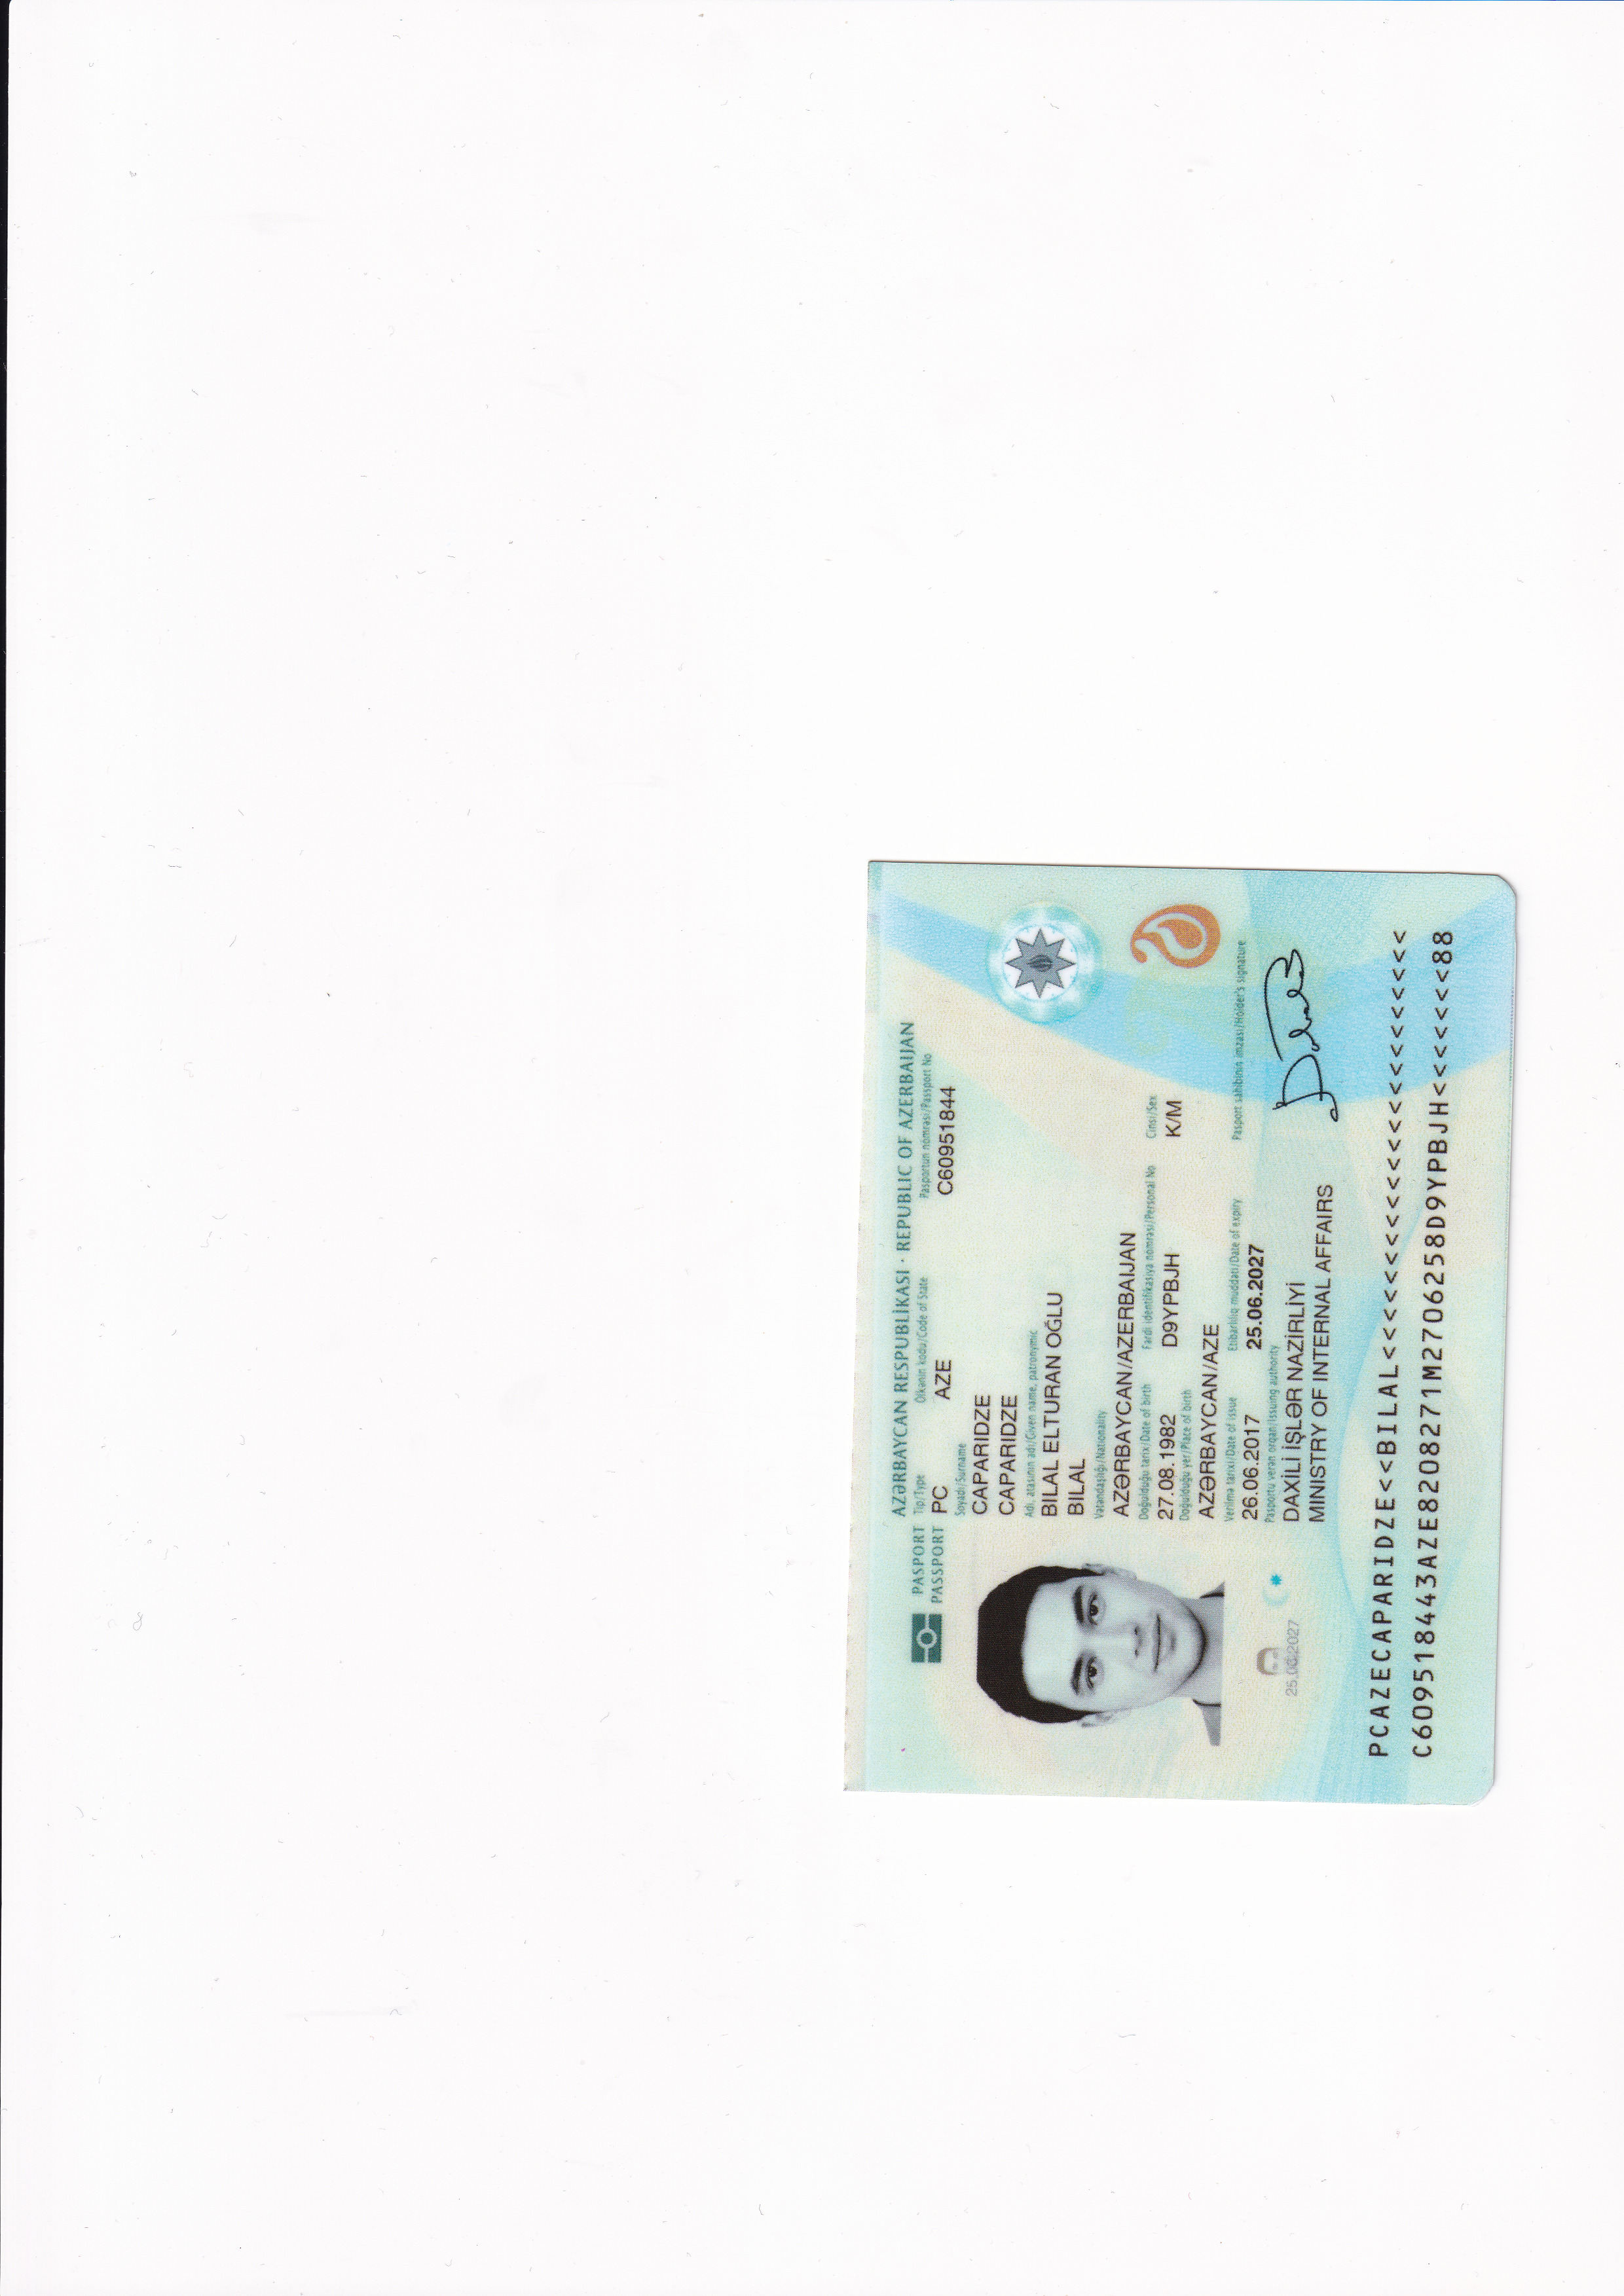 AZƏRBAYCAN RESPUBLİKASI · REPUBLIC OF AZERBAIJAN
PASPORT
PASSPORT
Tip/Type
Ölkənin kodu/Code of State
Pasportun nömrəsi/Passport No
PC
AZE
C60951844
Soyadı/Surname
CAPARIDZE
CAPARIDZE
Adı, atasının adı/Given name, patronymic
BILAL ELTURAN OĞLU
BILAL
Vətəndaşlığı/Nationality
AZƏRBAYCAN/AZERBAIJAN
Doğulduğu tarix/Date of birth
Fərdi identifikasiya nömrəsi/Personal No
Cinsi/Sex
27.08.1982
D9YPBJH
K/M
Doğulduğu yer/Place of birth
AZƏRBAYCAN/AZE
Verilmə tarixi/Date of issue
Etibarlılıq müddəti/Date of expiry
Pasport sahibinin imzası/Holder's signature
26.06.2017
25.06.2027
Pasportu verən orqan/Issuing authority
DAXİLİ İŞLƏR NAZİRLİYİ
MINISTRY OF INTERNAL AFFAIRS
25.06.2027
PCAZECAPARIDZE<<BILAL<<<<<<<<<<<<<<<<<<<<<<<
C609518443AZE8208271M2706258D9YPBJH<<<<<<<88